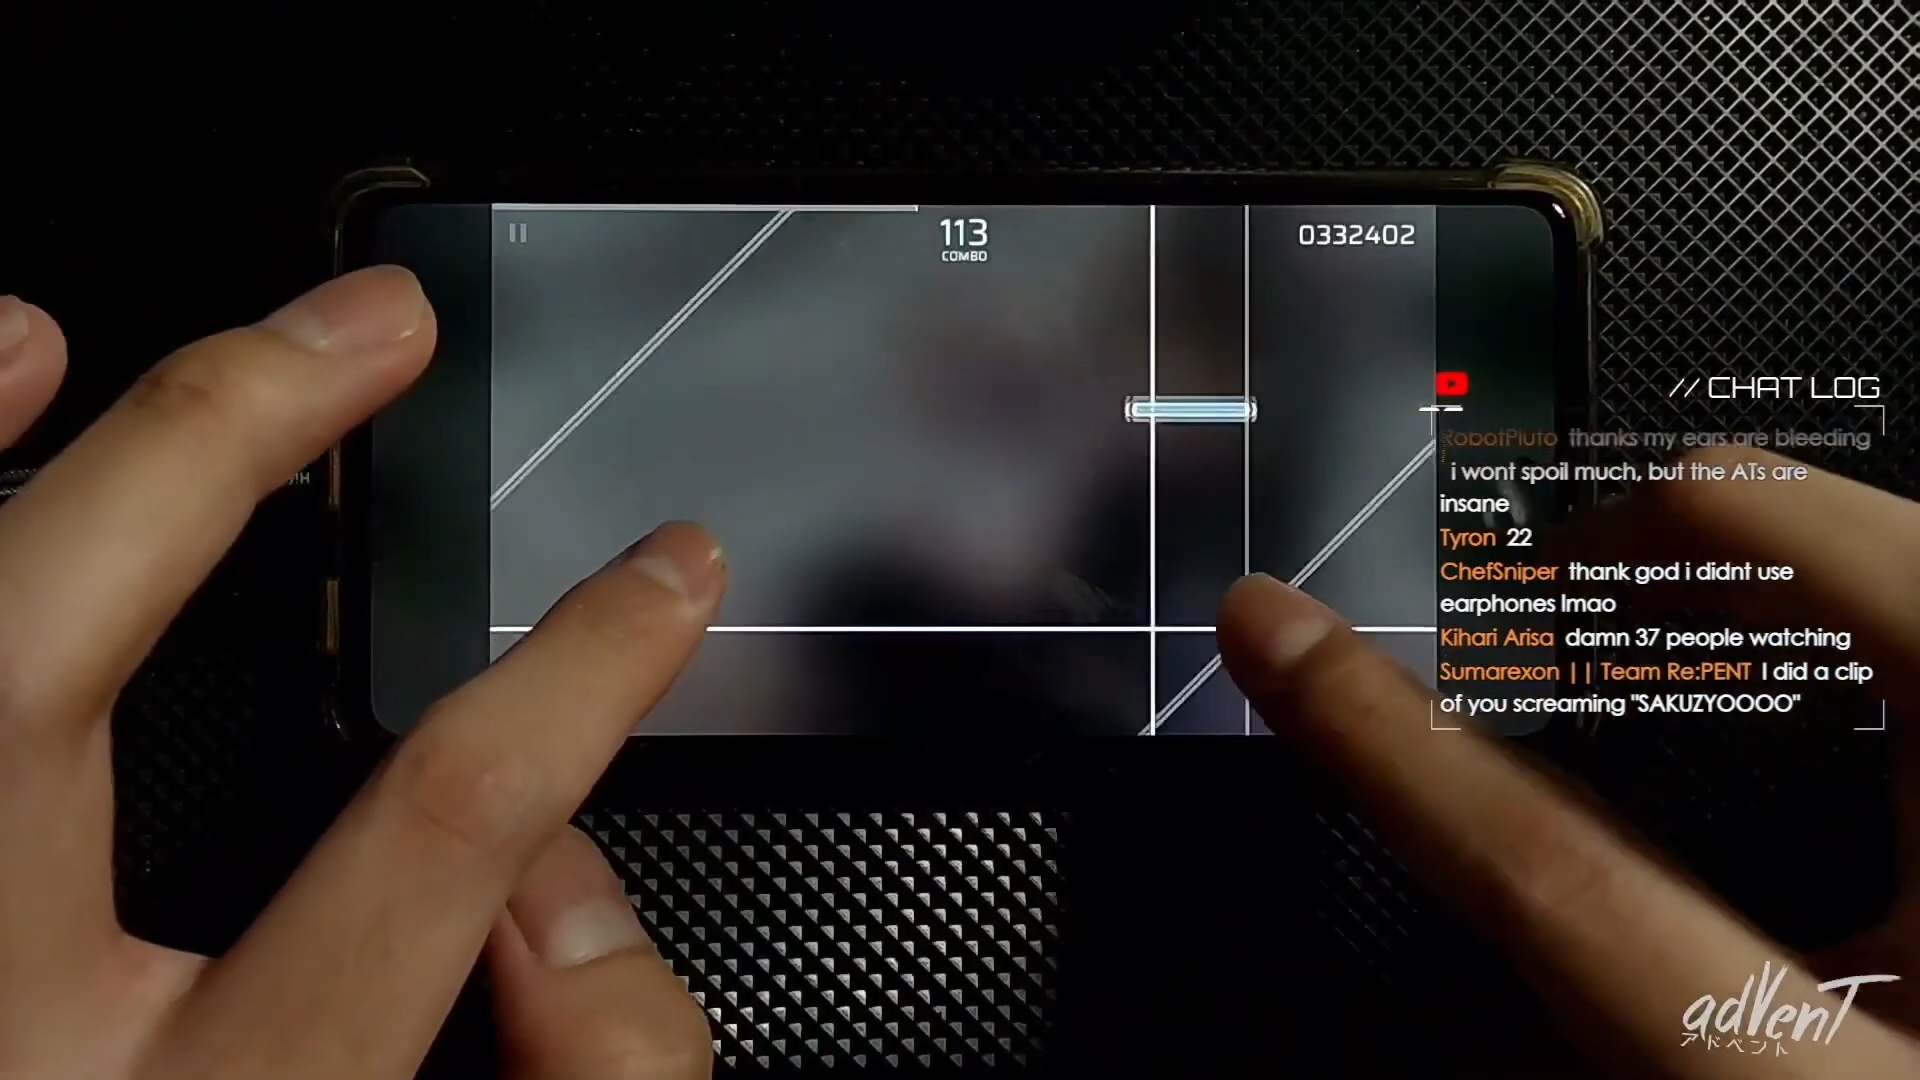 113
COMBO
0332402
// CHAT LOG
RobotPluto thanks my ears are bleeding
i wont spoil much, but the ATs are
insane
Tyron 22
ChefSniper thank god i didnt use
earphones lmao
Kihari Arisa damn 37 people watching
Sumarexon || Team Re:PENT I did a clip
of you screaming "SAKUZYOOOO"
adVenT
アドベント